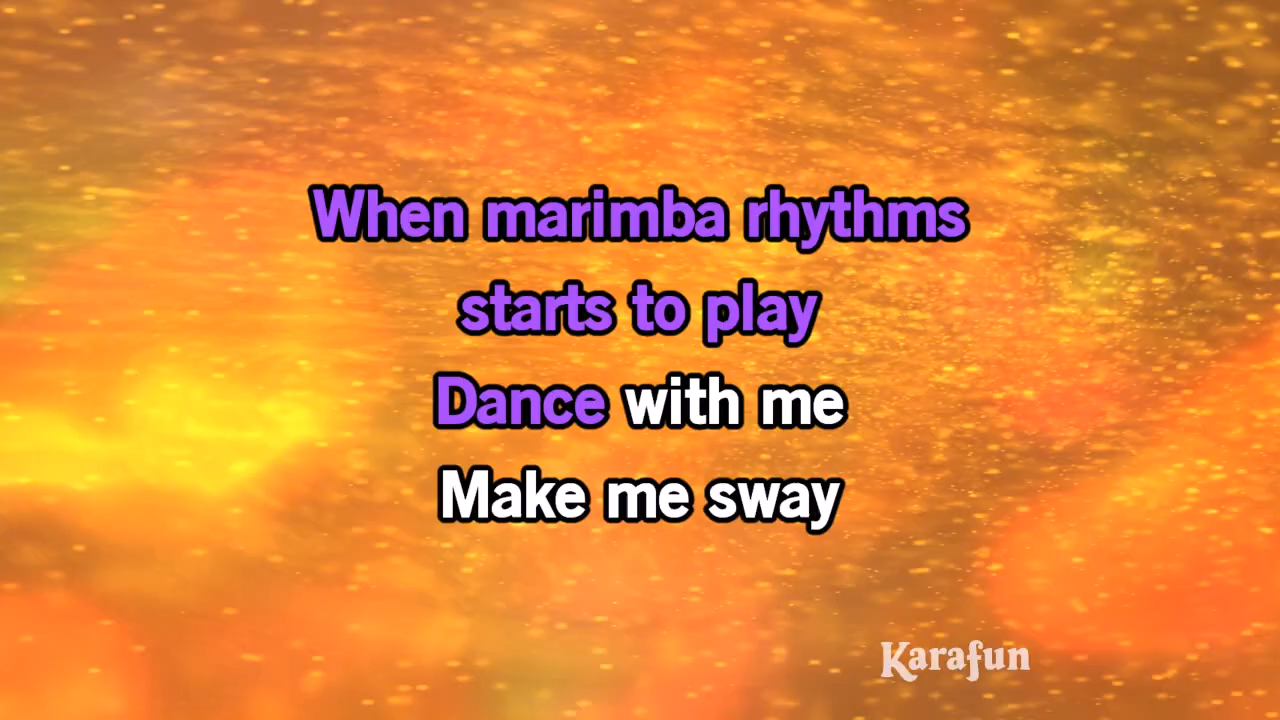 When marimba rhythms
starts to play
Dance with me
Make me sway
Karafun